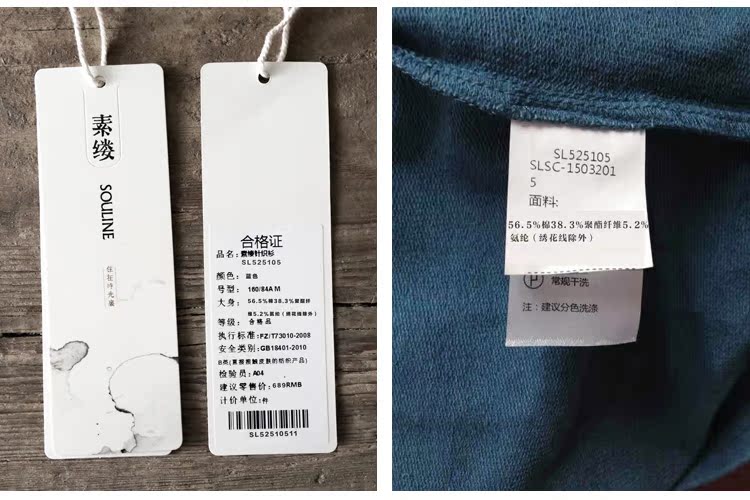 素缕
SOULINE
合格证
品名：素缕针织衫
SL525105
颜色： 蓝色
号型： 160/84A M
大身： 56.5%棉38.3%聚酯纤
维5.2%氨纶（绣花线除外）
等级： 合格品
执行标准：FZ/T73010-2008
安全类别：GB18401-2010
B类(直接接触皮肤的纺织产品)
检验员：A04
建议零售价：689RMB
计价单位：件
SL52510511
SL525105
SLSC-1503201
5
面料：
56.5%棉38.3%聚酯纤维5.2%
氨纶（绣花线除外）
P 常规干洗
注：建议分色洗涤